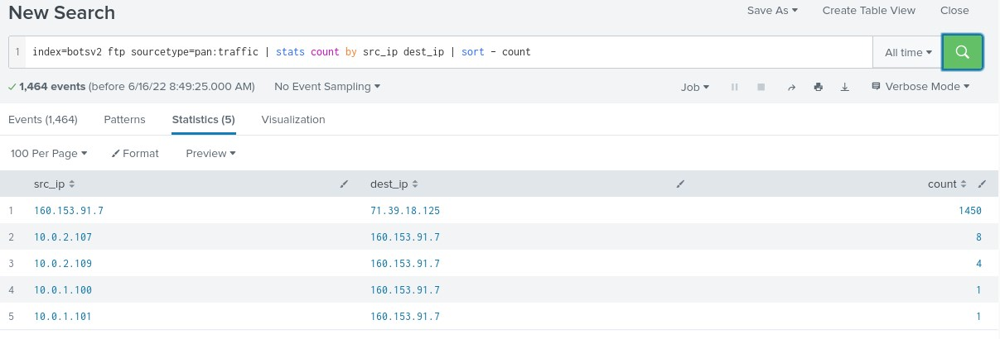 New Search
Save As Create Table View Close
1 index=botsv2 ftp sourcetype=pan:traffic | stats count by src_ip dest_ip | sort - count
All time
1,464 events (before 6/16/22 8:49:25.000 AM) No Event Sampling Job Verbose Mode
Events (1,464) Patterns Statistics (5) Visualization
100 Per Page Format Preview
src_ip dest_ip count
1 160.153.91.7 71.39.18.125 1450
2 10.0.2.107 160.153.91.7 8
3 10.0.2.109 160.153.91.7 4
4 10.0.1.100 160.153.91.7 1
5 10.0.1.101 160.153.91.7 1